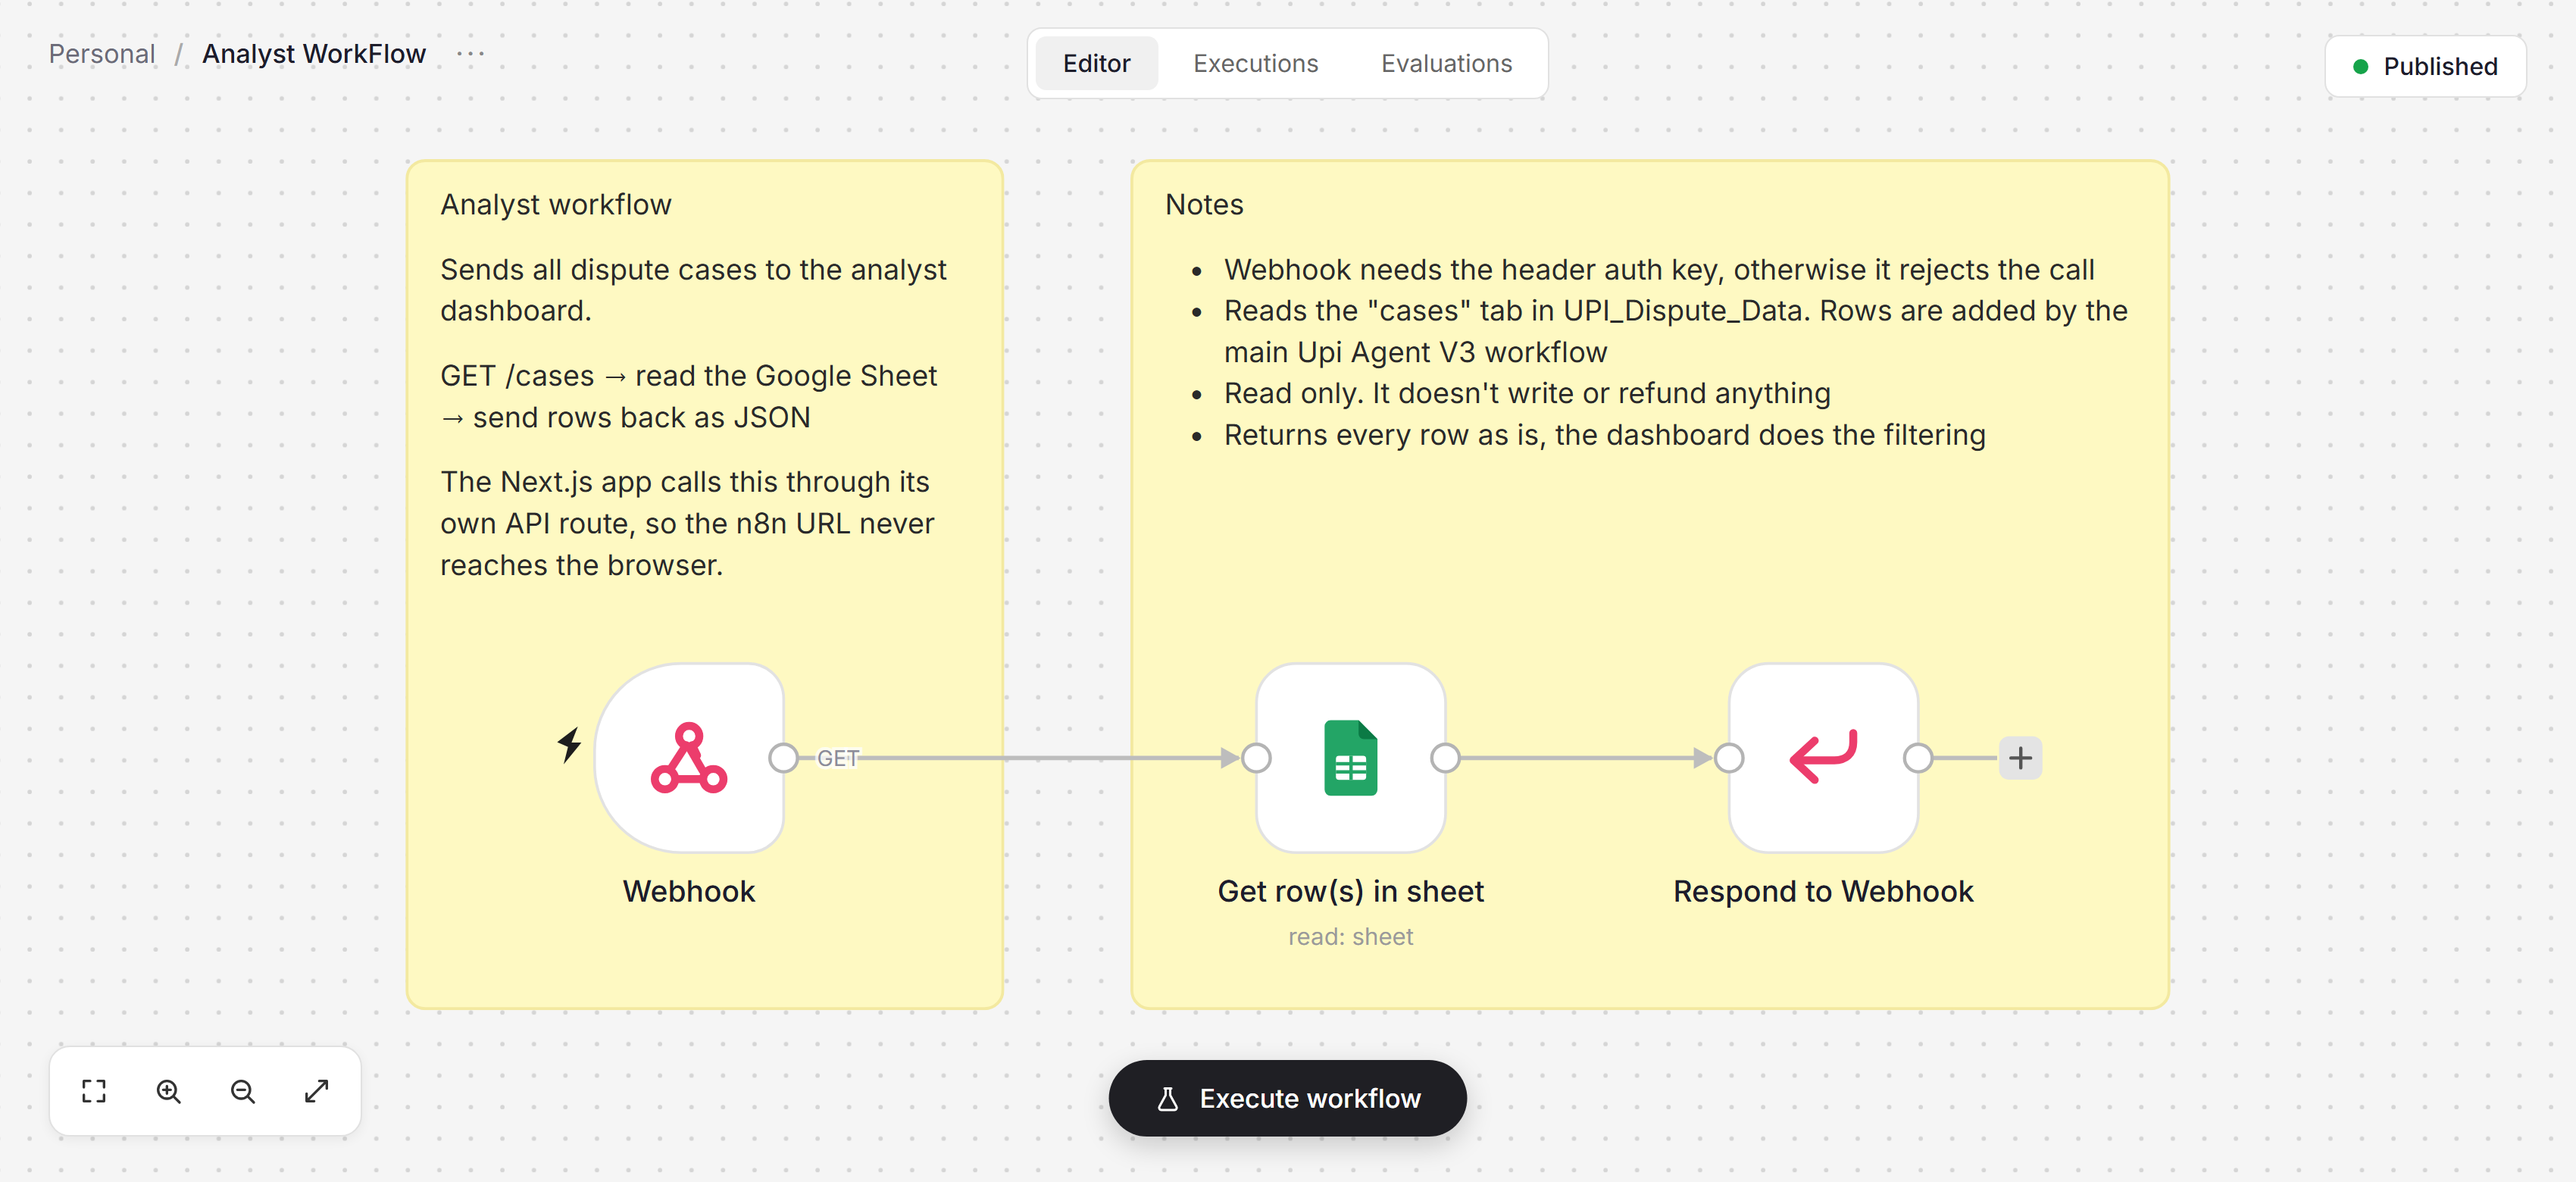 Personal / Analyst WorkFlow ...
Editor
Executions
Evaluations
Published
Analyst workflow
Sends all dispute cases to the analyst
dashboard.
GET /cases → read the Google Sheet
→ send rows back as JSON
The Next.js app calls this through its
own API route, so the n8n URL never
reaches the browser.
Notes
• Webhook needs the header auth key, otherwise it rejects the call
• Reads the "cases" tab in UPI_Dispute_Data. Rows are added by the
main Upi Agent V3 workflow
• Read only. It doesn't write or refund anything
• Returns every row as is, the dashboard does the filtering
GET
Webhook
Get row(s) in sheet
read: sheet
Respond to Webhook
Execute workflow